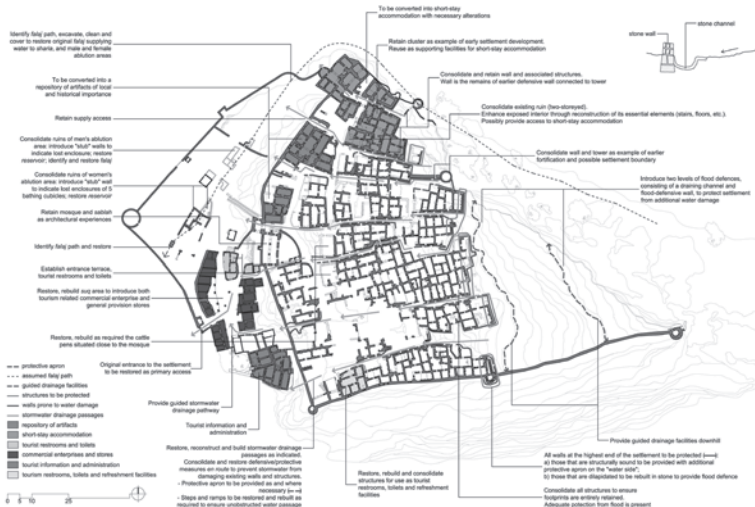 To be converted into short-stay
accommodation with necessary alterations
stone channel
stone wall
Identify falaj path, excavate, clean and
cover to restore original falaj supplying
water to sharia, and male and female
ablution areas
Retain cluster as example of early settlement development.
Reuse as supporting facilities for short-stay accommodation
To be converted into a
repository of artifacts of local
and historical importance
Consolidate and retain wall and associated structures.
Wall is the remains of earlier defensive wall connected to tower
Retain supply access
Consolidate existing ruin (two-storeyed).
Enhance exposed interior through reconstruction of its essential elements (stairs, floors, etc.).
Possibly provide access to short-stay accommodation
Consolidate ruins of men's ablution
area: introduce "stub" walls to
indicate lost enclosure; restore
reservoir; identify and restore falaj
Consolidate wall and tower as example of earlier
fortification and possible settlement boundary
Consolidate ruins of women's
ablution area: introduce "stub" wall
to indicate lost enclosures of 5
bathing cubicles; restore reservoir
Introduce two levels of flood defences,
consisting of a draining channel and
flood-defensive wall, to protect settlement
from additional water damage
Retain mosque and sablah
as architectural experiences
Identify falaj path and restore
Establish entrance terrace,
tourist restrooms and toilets
Restore, rebuild suq area to introduce both
tourism related commercial enterprise and
general provision stores
Restore, rebuild as required the cattle
pens situated close to the mosque
Original entrance to the settlement
to be restored as primary access
protective apron
assumed falaj path
guided drainage facilities
structures to be protected
walls prone to water damage
stormwater drainage passages
repository of artifacts
short-stay accommodation
tourist restrooms and toilets
commercial enterprises and stores
tourist information and administration
tourism restrooms, toilets and refreshment facilities
Provide guided stormwater
drainage pathway
Tourist information and
administration
Restore, reconstruct and build stormwater drainage
passages as indicated.
Consolidate and restore defensive/protective
measures on route to prevent stormwater from
damaging existing walls and structures.
- Protective apron to be provided as and where
necessary
- Steps and ramps to be restored and rebuilt as
required to ensure unobstructed water passage
Restore, rebuild and consolidate
structures for use as tourist
restrooms, toilets and refreshment
facilities
Provide guided drainage facilities downhill
All walls at the highest end of the settlement to be protected
a) those that are structurally sound to be provided with additional
protective apron on the "water side";
b) those that are dilapidated to be rebuilt in stone to provide flood defence
Consolidate all structures to ensure
footprints are entirely retained.
Adequate protection from flood is present
0 5 10 25